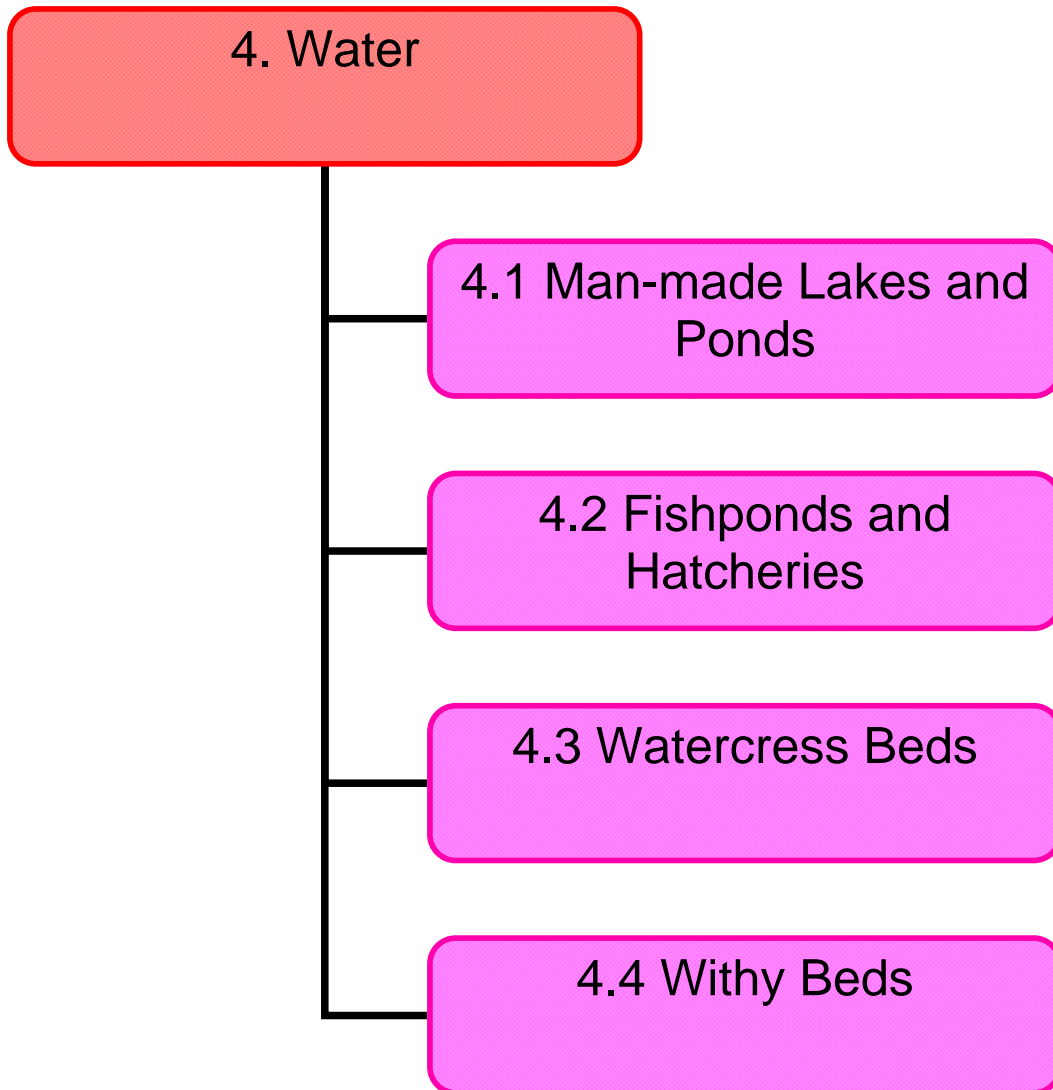 4. Water
4.1 Man-made Lakes and
Ponds
4.2 Fishponds and
Hatcheries
4.3 Watercress Beds
4.4 Withy Beds